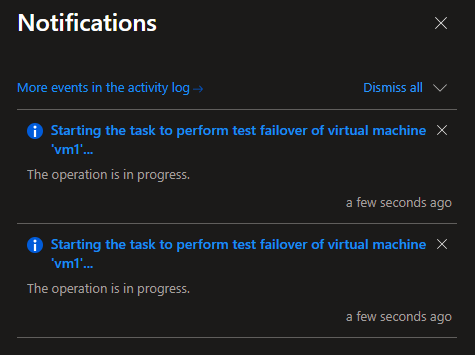 Notifications
More events in the activity log →
Dismiss all
Starting the task to perform test failover of virtual machine
'vm1'...
The operation is in progress.
a few seconds ago
Starting the task to perform test failover of virtual machine
'vm1'...
The operation is in progress.
a few seconds ago